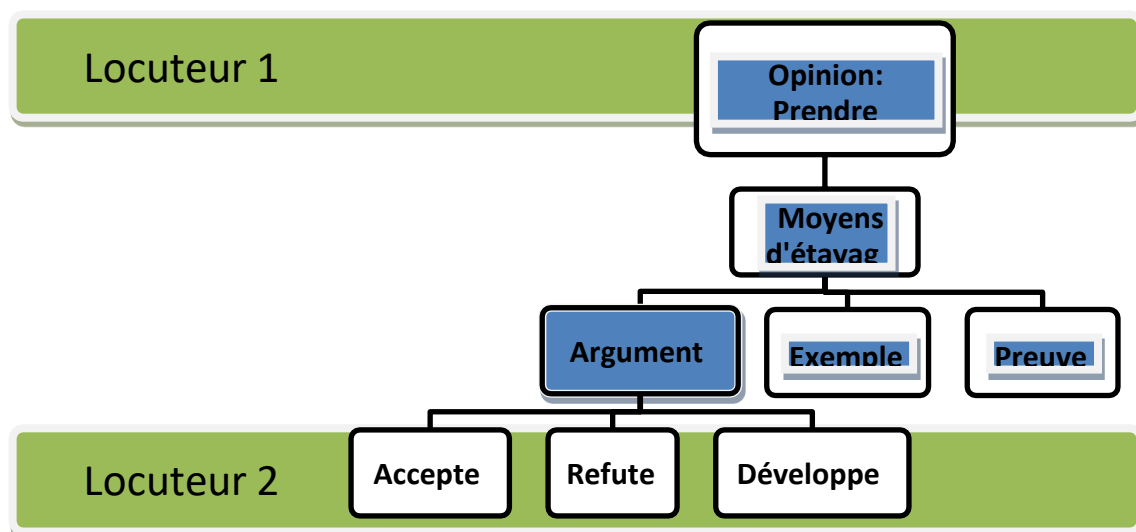 Locuteur 1
Opinion:
Prendre
Moyens
d'étayag
Argument
Exemple
Preuve
Accepte
Refute
Développe
Locuteur 2